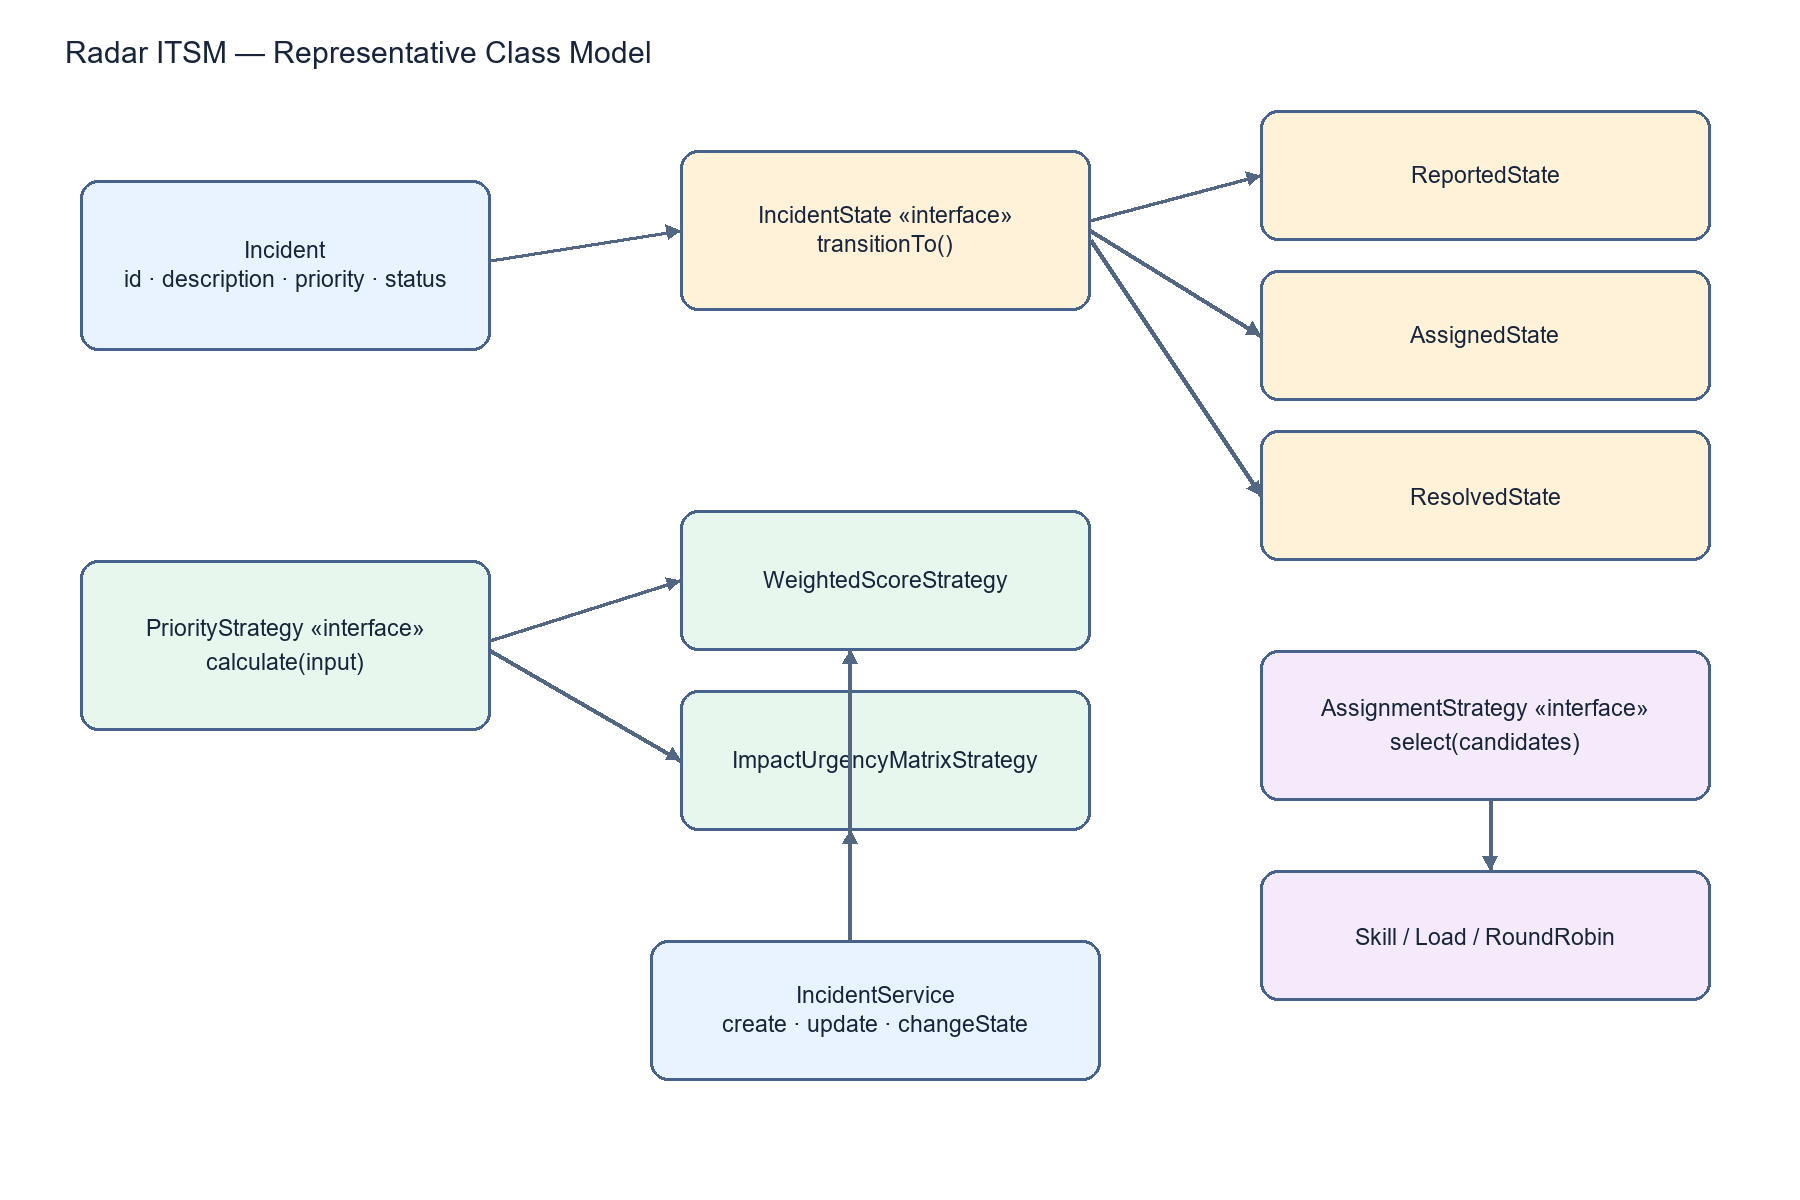 Radar ITSM — Representative Class Model
Incident
id · description · priority · status
IncidentState «interface»
transitionTo()
ReportedState
AssignedState
ResolvedState
PriorityStrategy «interface»
calculate(input)
WeightedScoreStrategy
ImpactUrgencyMatrixStrategy
AssignmentStrategy «interface»
select(candidates)
Skill / Load / RoundRobin
IncidentService
create · update · changeState